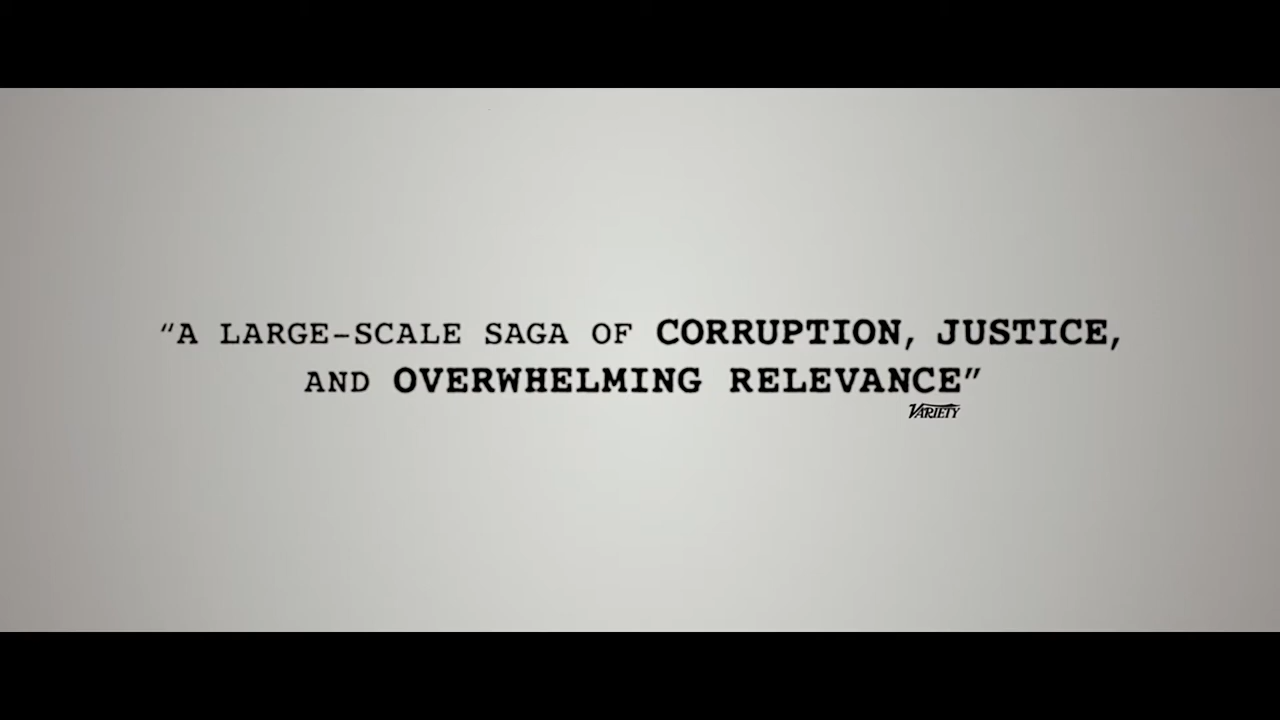 “A LARGE-SCALE SAGA OF CORRUPTION, JUSTICE,
AND OVERWHELMING RELEVANCE”
VARIETY